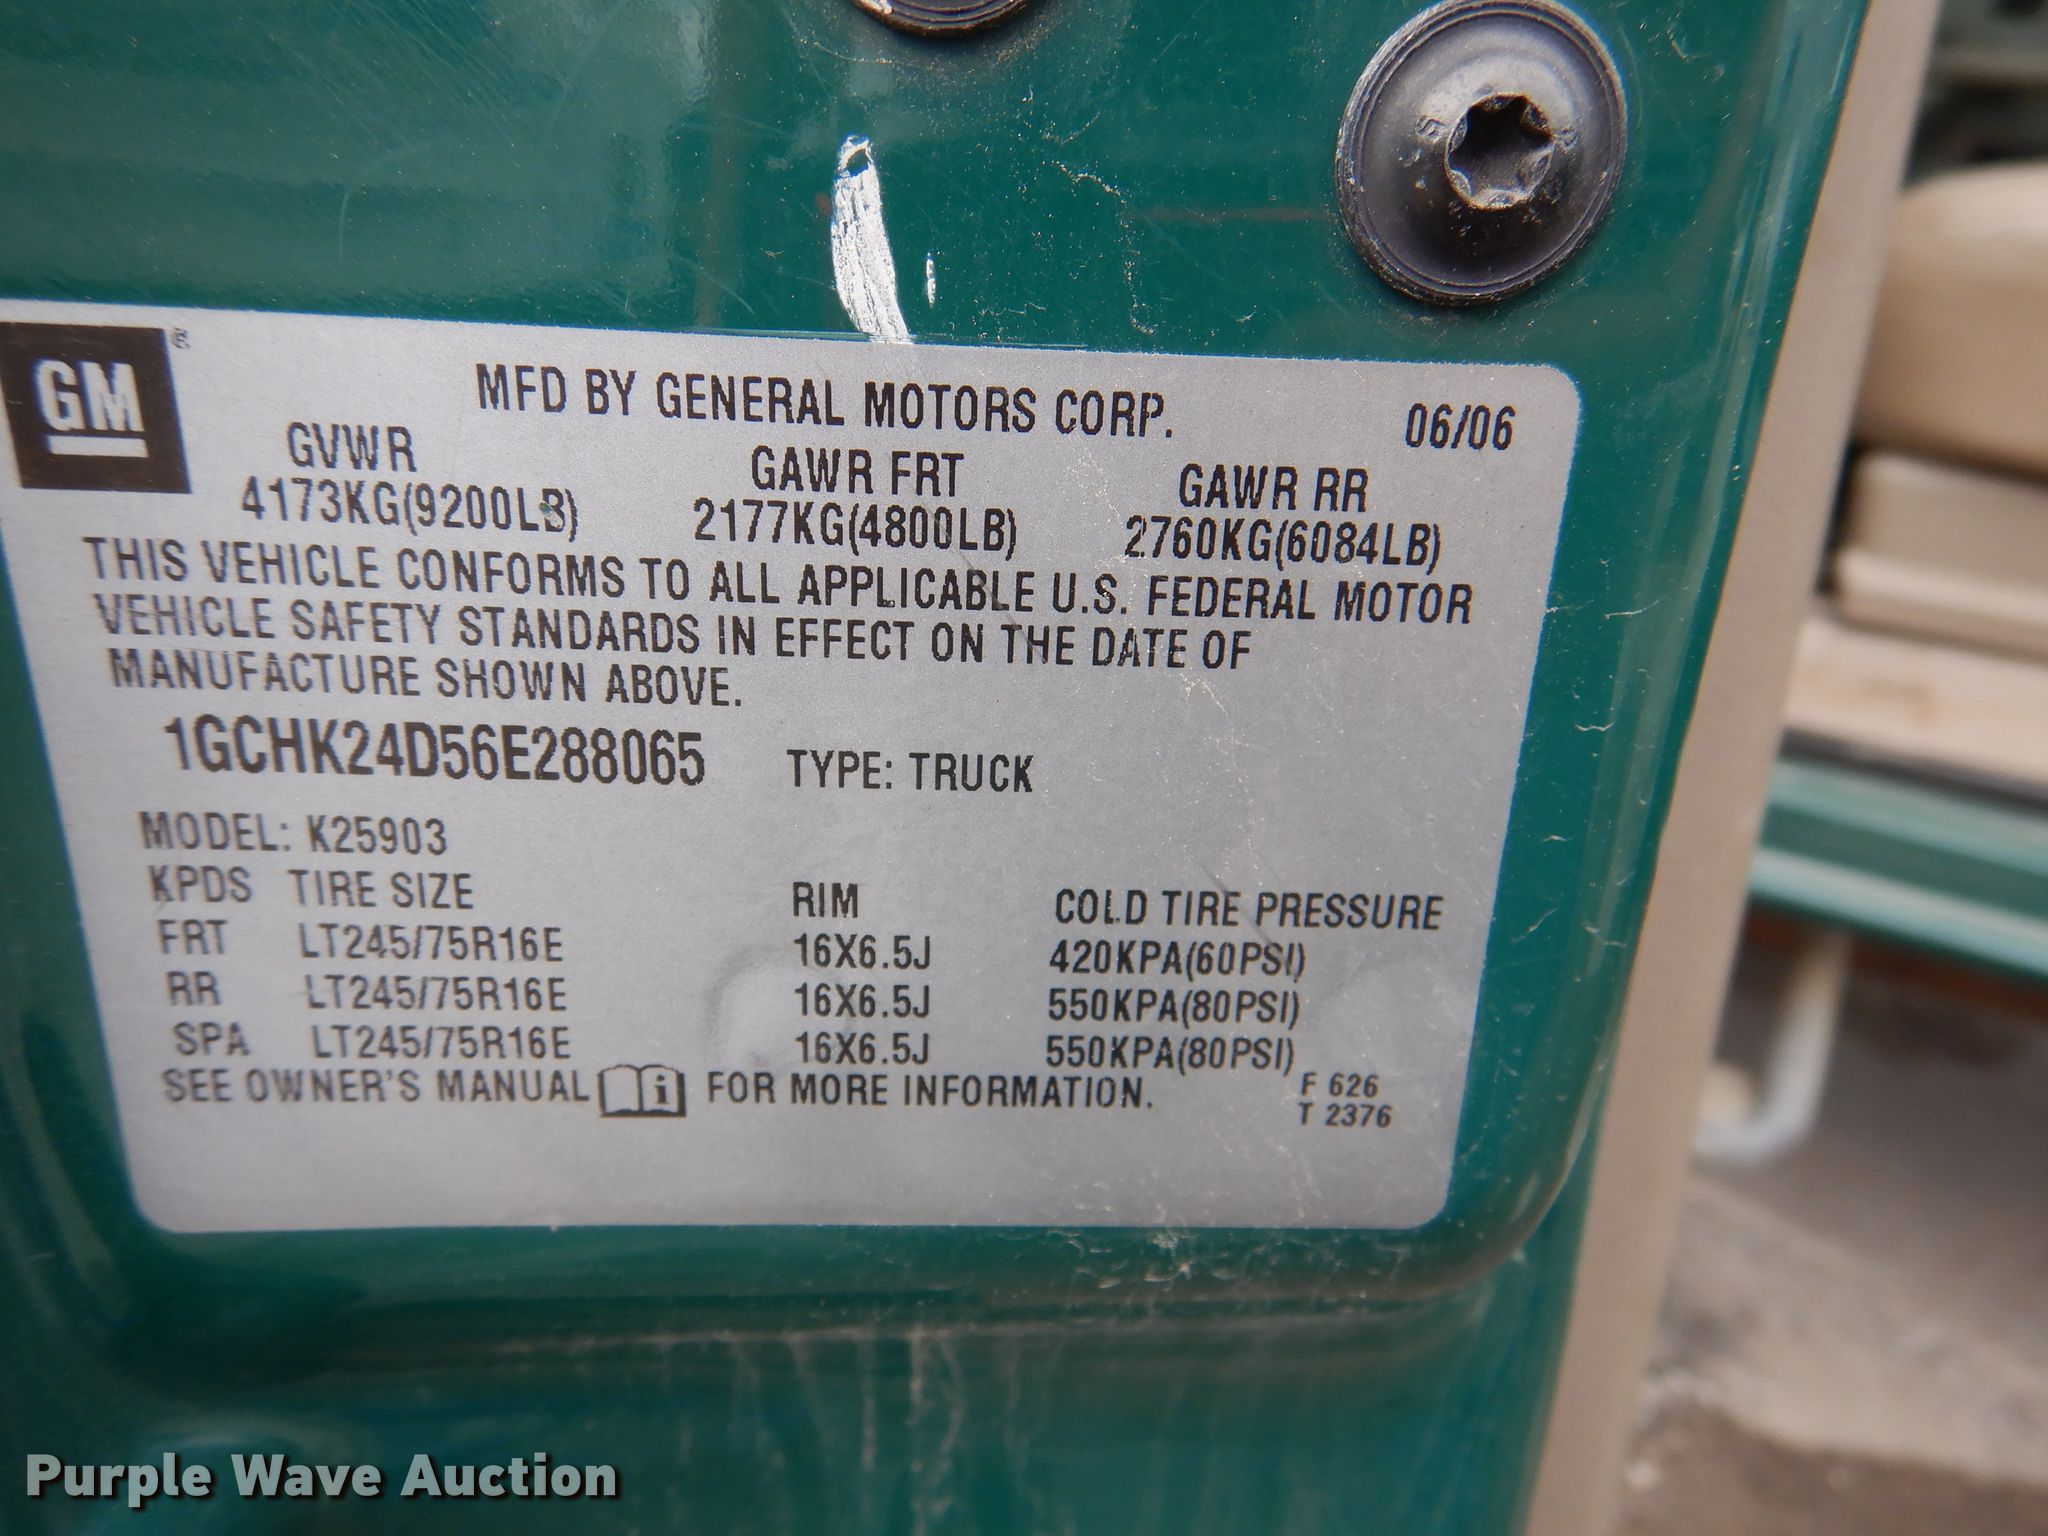 GM ®
MFD BY GENERAL MOTORS CORP. 06/06
GVWR GAWR FRT GAWR RR
4173KG(9200LB) 2177KG(4800LB) 2760KG(6084LB)
THIS VEHICLE CONFORMS TO ALL APPLICABLE U.S. FEDERAL MOTOR
VEHICLE SAFETY STANDARDS IN EFFECT ON THE DATE OF
MANUFACTURE SHOWN ABOVE.
1GCHK24D56E288065 TYPE: TRUCK
MODEL: K25903
KPDS TIRE SIZE RIM COLD TIRE PRESSURE
FRT LT245/75R16E 16X6.5J 420KPA(60PSI)
RR LT245/75R16E 16X6.5J 550KPA(80PSI)
SPA LT245/75R16E 16X6.5J 550KPA(80PSI)
SEE OWNER'S MANUAL FOR MORE INFORMATION.
F 626
T 2376
Purple Wave Auction